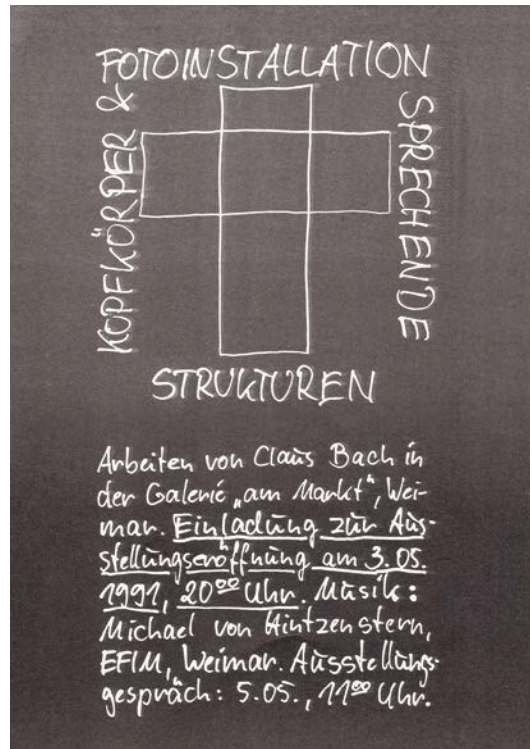 FOTOINSTALLATION
KOPFKÖRPER &
SPRECHENDE
STRUKTUREN
Arbeiten von Claus Bach in
der Galerie „am Markt“, Wei-
mar. Einladung zur Aus-
stellungseröffnung am 3.05.
1991, 20⁰⁰ Uhr. Musik:
Michael von Hintzenstern,
EFIM, Weimar. Ausstellungs-
gespräch: 5.05., 11⁰⁰ Uhr.